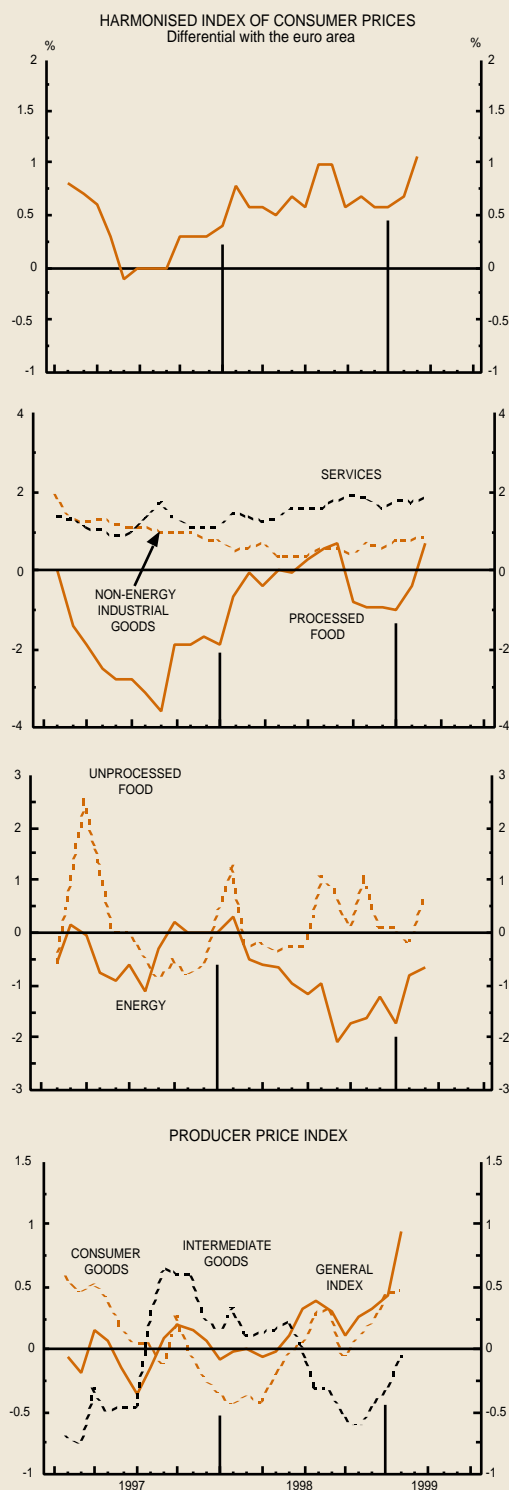 HARMONISED INDEX OF CONSUMER PRICES
Differential with the euro area
% %
2 2
1.5 1.5
1 1
0.5 0.5
0 0
-0.5 -0.5
-1 -1
4 4
SERVICES
2 2
0 0
NON-ENERGY
INDUSTRIAL
GOODS
PROCESSED
FOOD
-2 -2
-4 -4
3 3
UNPROCESSED
FOOD
2 2
1 1
0 0
ENERGY
-1 -1
-2 -2
-3 -3
PRODUCER PRICE INDEX
1.5 1.5
CONSUMER
GOODS
INTERMEDIATE
GOODS
GENERAL
INDEX
1 1
0.5 0.5
0 0
-0.5 -0.5
-1 -1
1997 1998 1999